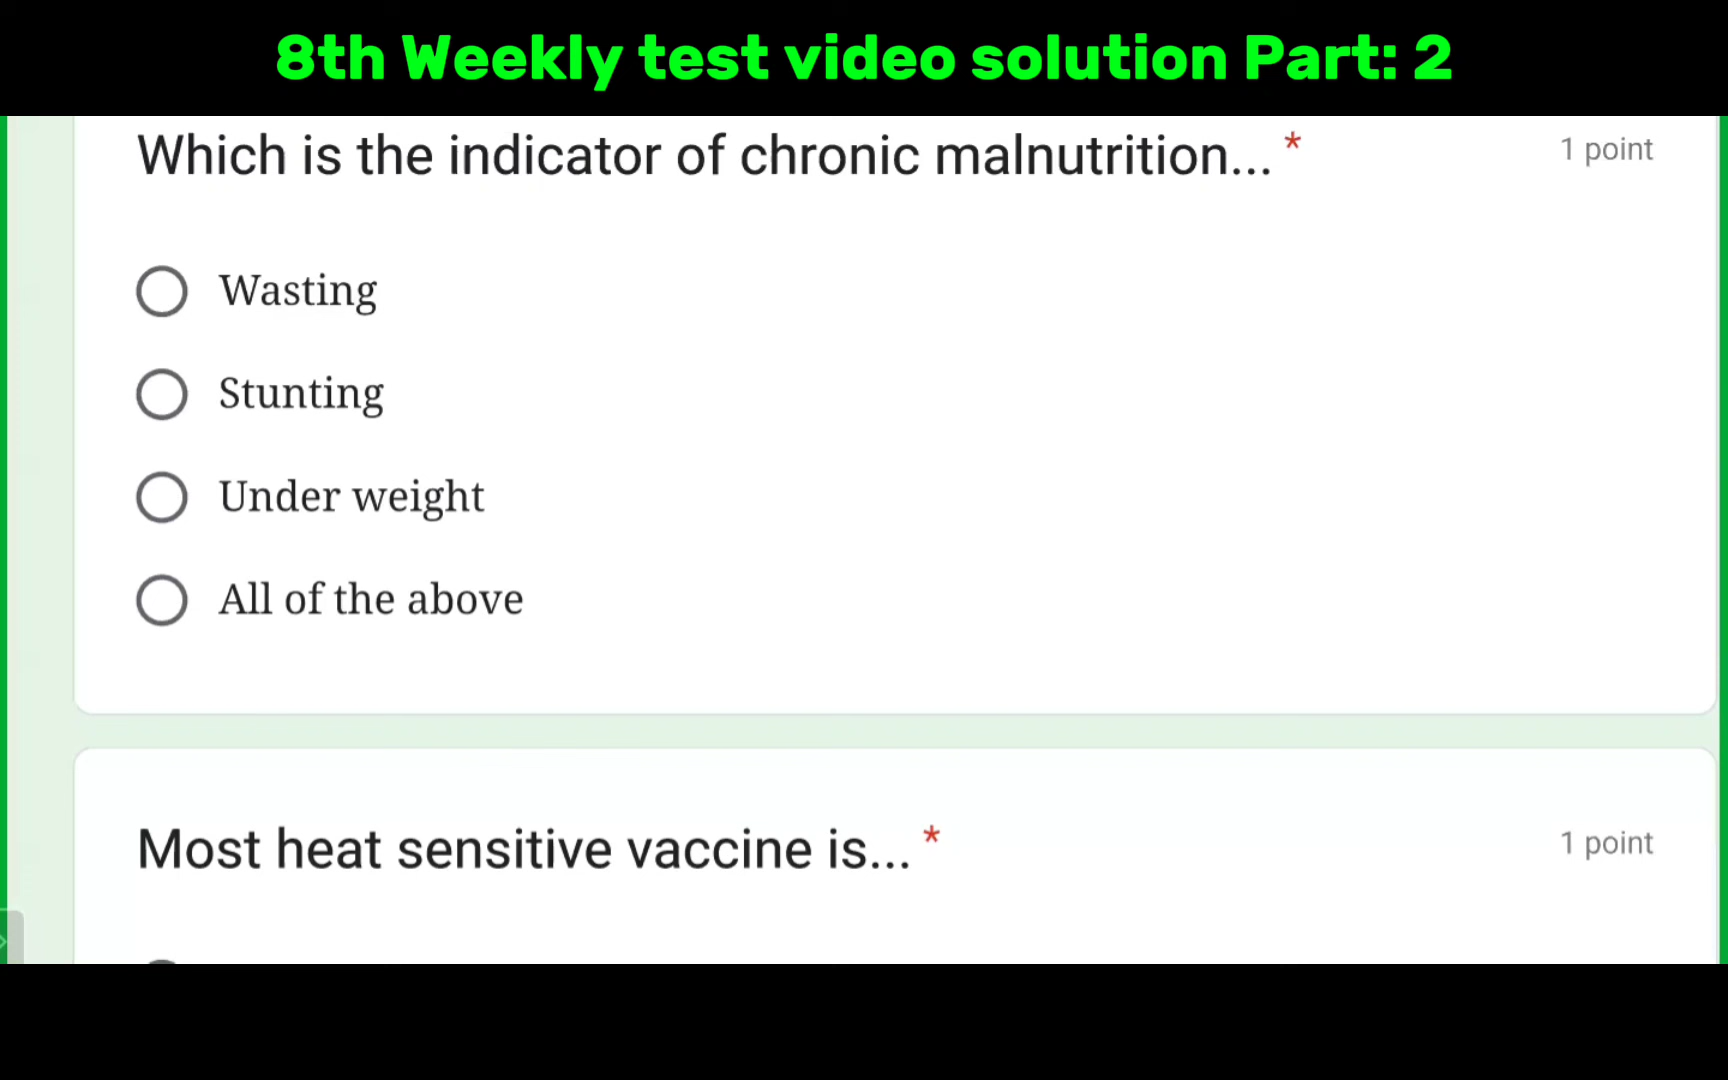 8th Weekly test video solution Part: 2
Which is the indicator of chronic malnutrition... *
1 point
Wasting
Stunting
Under weight
All of the above
Most heat sensitive vaccine is... *
1 point